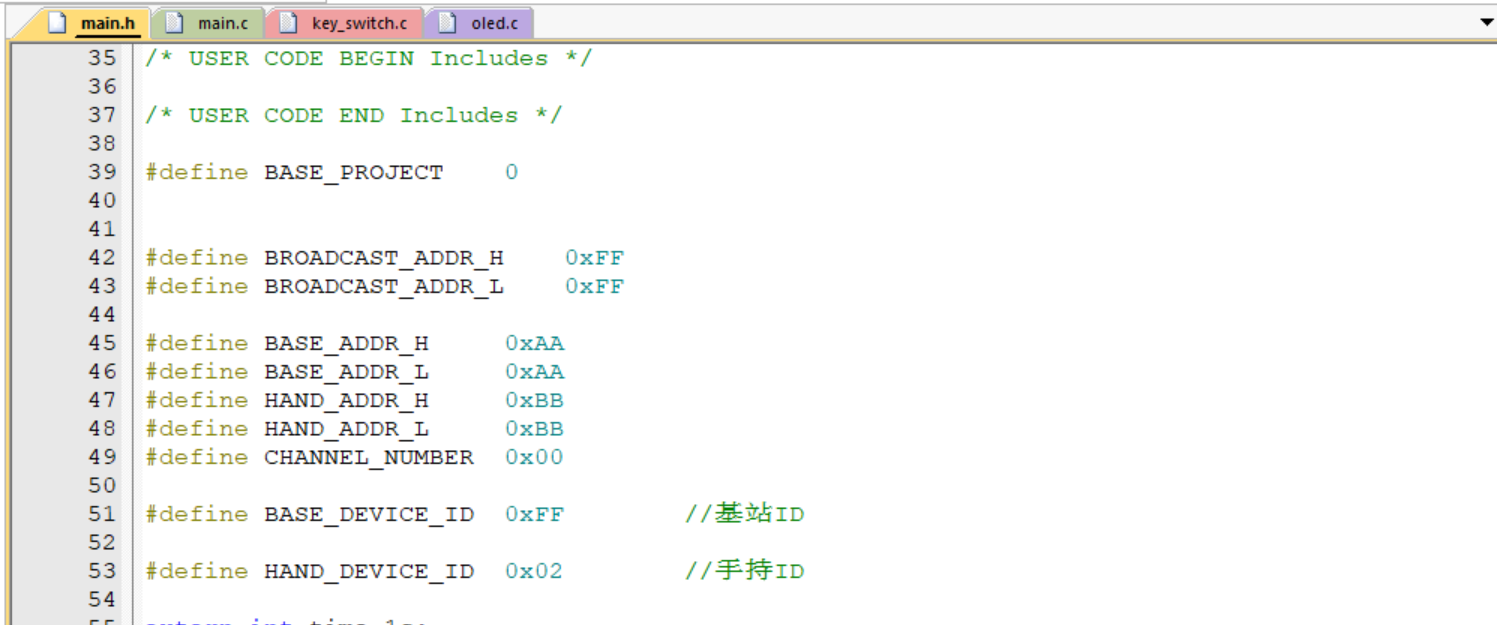 main.h main.c key_switch.c oled.c
35 /* USER CODE BEGIN Includes */
36
37 /* USER CODE END Includes */
38
39 #define BASE_PROJECT 0
40
41
42 #define BROADCAST_ADDR_H 0xFF
43 #define BROADCAST_ADDR_L 0xFF
44
45 #define BASE_ADDR_H 0xAA
46 #define BASE_ADDR_L 0xAA
47 #define HAND_ADDR_H 0xBB
48 #define HAND_ADDR_L 0xBB
49 #define CHANNEL_NUMBER 0x00
50
51 #define BASE_DEVICE_ID 0xFF //基站ID
52
53 #define HAND_DEVICE_ID 0x02 //手持ID
54